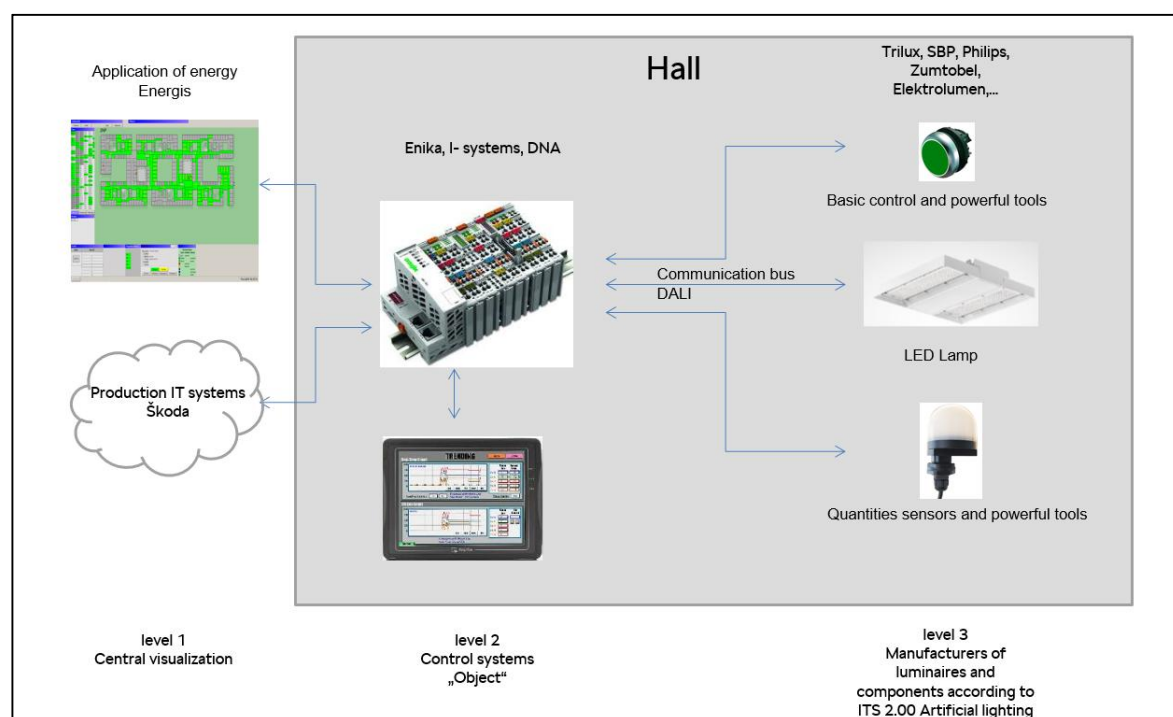 Application of energy
Energis
Hall
Trilux, SBP, Philips,
Zumtobel,
Elektrolumen,...
Enika, I- systems, DNA
Basic control and powerful tools
Communication bus
DALI
LED Lamp
Production IT systems
Škoda
TRENDING
Quantities sensors and powerful tools
level 1
Central visualization
level 2
Control systems
„Object“
level 3
Manufacturers of
luminaires and
components according to
ITS 2.00 Artificial lighting